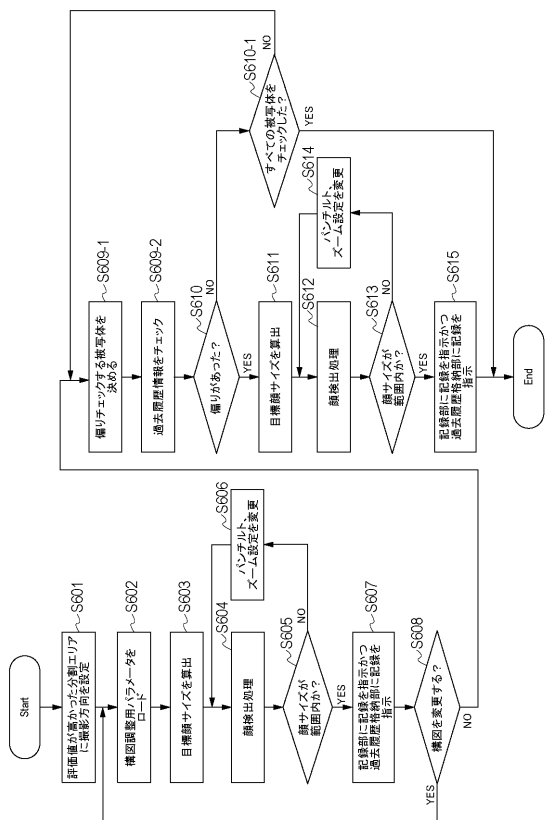 Start
S601
評価値が高かった分割エリア
に撮影方向を設定
S602
構図調整用パラメータを
ロード
S603
目標顔サイズを算出
S604
顔検出処理
S605
顔サイズが
範囲内か?
NO
YES
S606
パンチルト、
ズーム設定を変更
S607
記録部に記録を指示かつ
過去履歴格納部に記録を
指示
S608
構図を変更する?
YES
NO
S609-1
偏りチェックする被写体を
決める
S609-2
過去履歴情報をチェック
S610
偏りがあった?
NO
YES
S610-1
すべての被写体を
チェックした?
NO
YES
S611
目標顔サイズを算出
S612
顔検出処理
S613
顔サイズが
範囲内か?
NO
YES
S614
パンチルト、
ズーム設定を変更
S615
記録部に記録を指示かつ
過去履歴格納部に記録を
指示
End